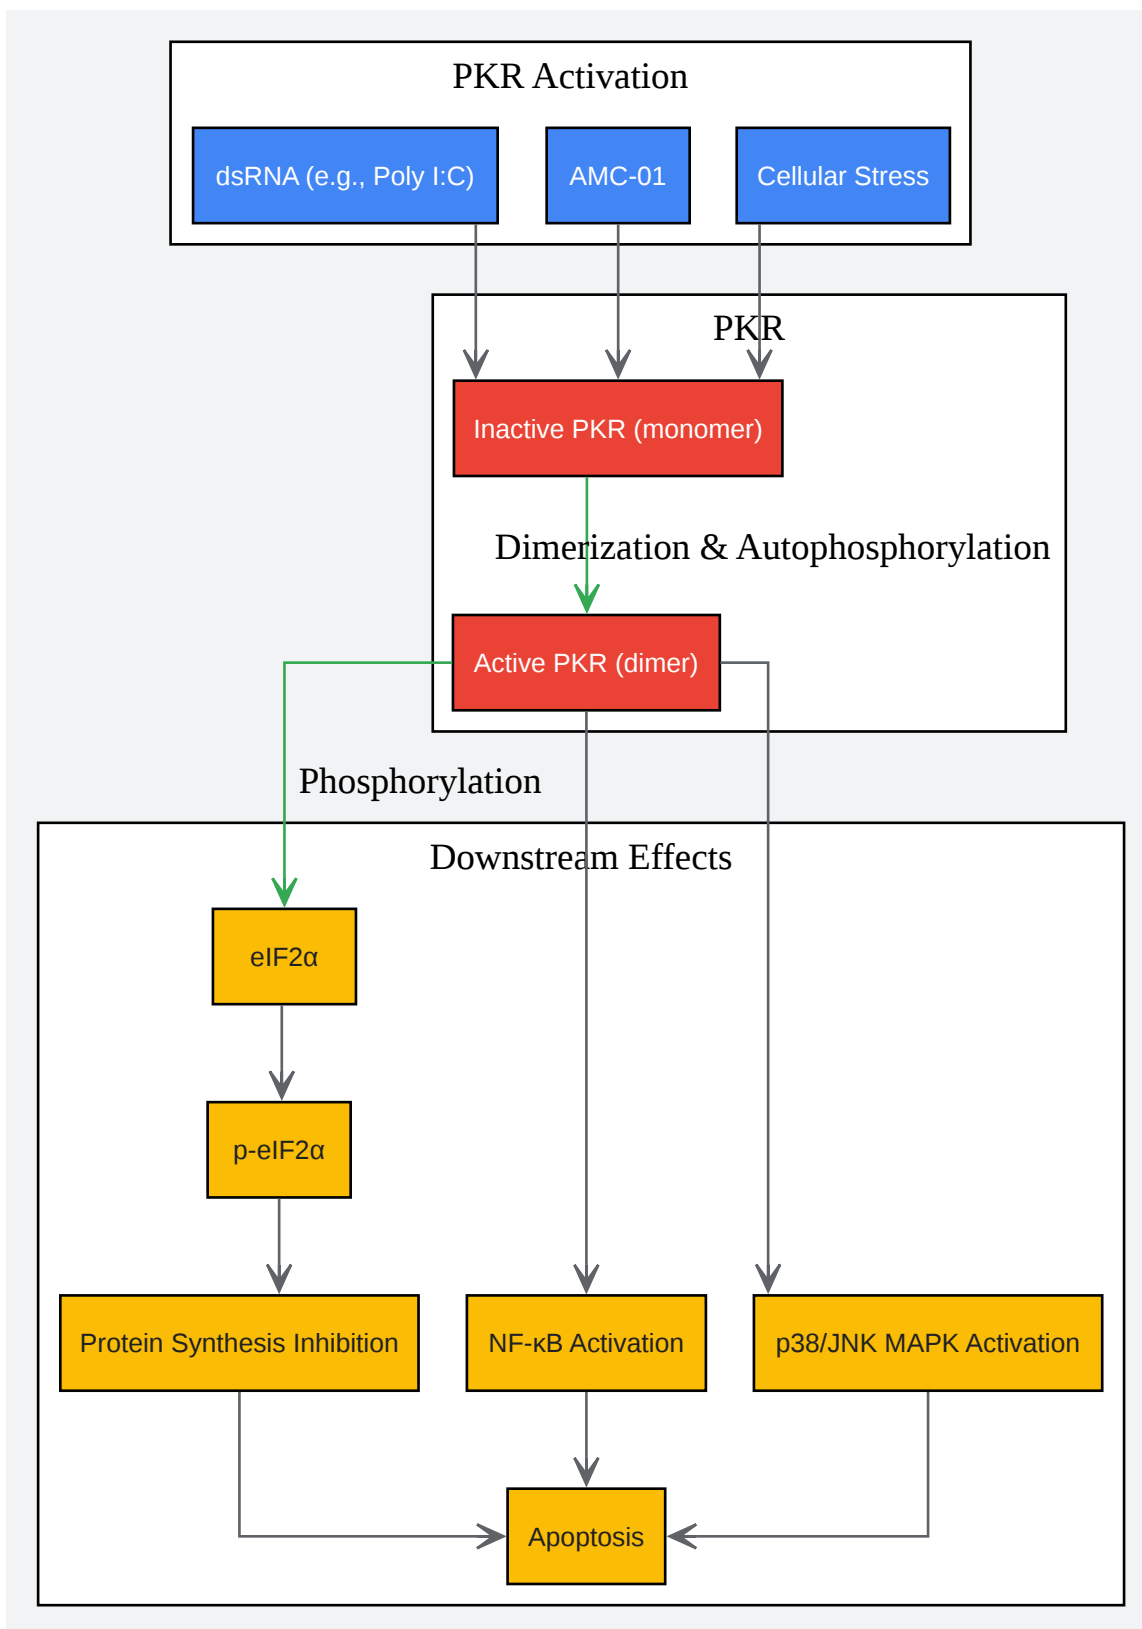 PKR Activation
dsRNA (e.g., Poly I:C)
AMC-01
Cellular Stress
PKR
Inactive PKR (monomer)
Dimerization & Autophosphorylation
Active PKR (dimer)
Phosphorylation
Downstream Effects
eIF2α
p-eIF2α
Protein Synthesis Inhibition
NF-κB Activation
p38/JNK MAPK Activation
Apoptosis